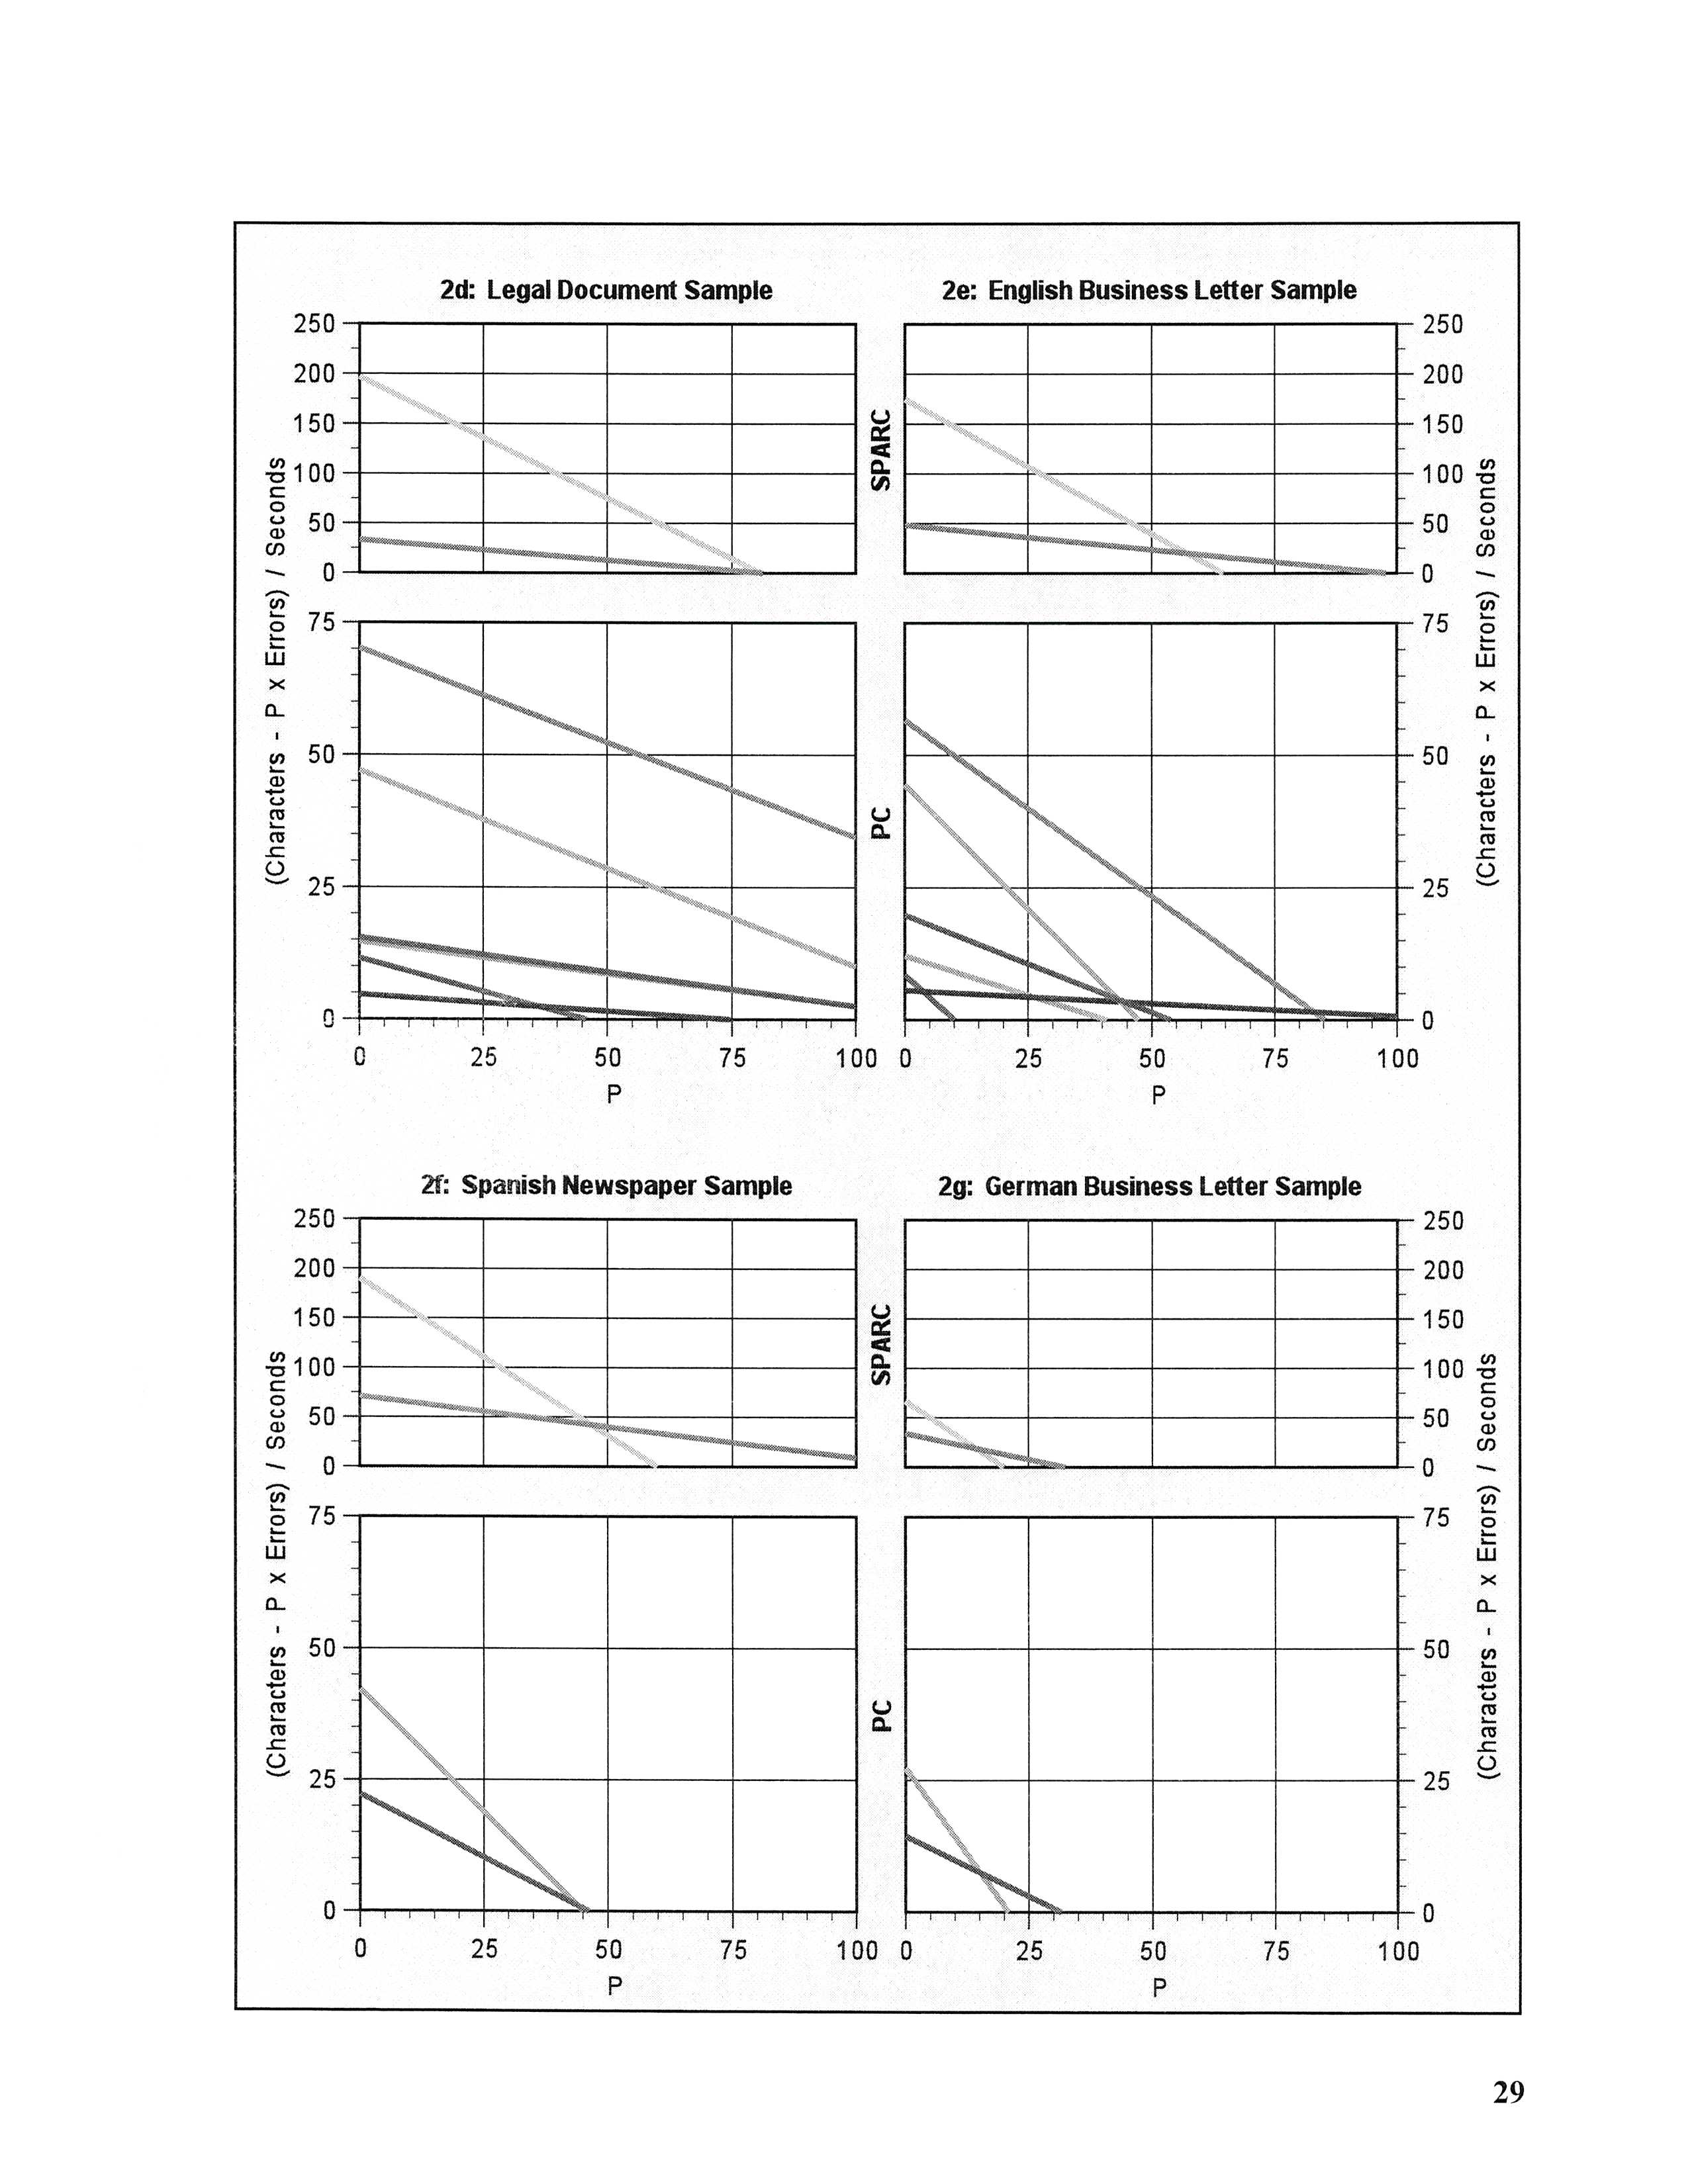 2d: Legal Document Sample
2e: English Business Letter Sample
250
200
150
100
50
0
SPARC
250
200
150
100
50
0
(Characters - P x Errors) / Seconds
75
50
25
0
PC
75
50
25
0
(Characters - P x Errors) / Seconds
0 25 50 75 100
0 25 50 75 100
P
P
2f: Spanish Newspaper Sample
2g: German Business Letter Sample
250
200
150
100
50
0
SPARC
250
200
150
100
50
0
(Characters - P x Errors) / Seconds
75
50
25
0
PC
75
50
25
0
(Characters - P x Errors) / Seconds
0 25 50 75 100
0 25 50 75 100
P
P
29